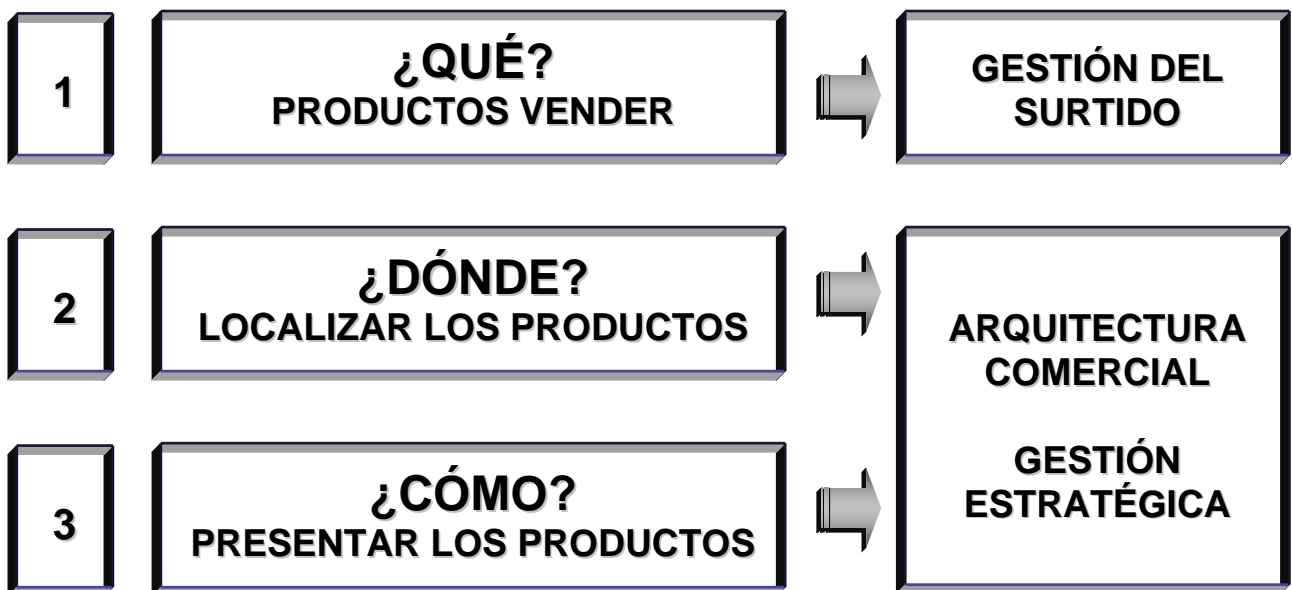 1
¿QUÉ?
PRODUCTOS VENDER
GESTIÓN DEL
SURTIDO
2
¿DÓNDE?
LOCALIZAR LOS PRODUCTOS
3
¿CÓMO?
PRESENTAR LOS PRODUCTOS
ARQUITECTURA
COMERCIAL
GESTIÓN
ESTRATÉGICA